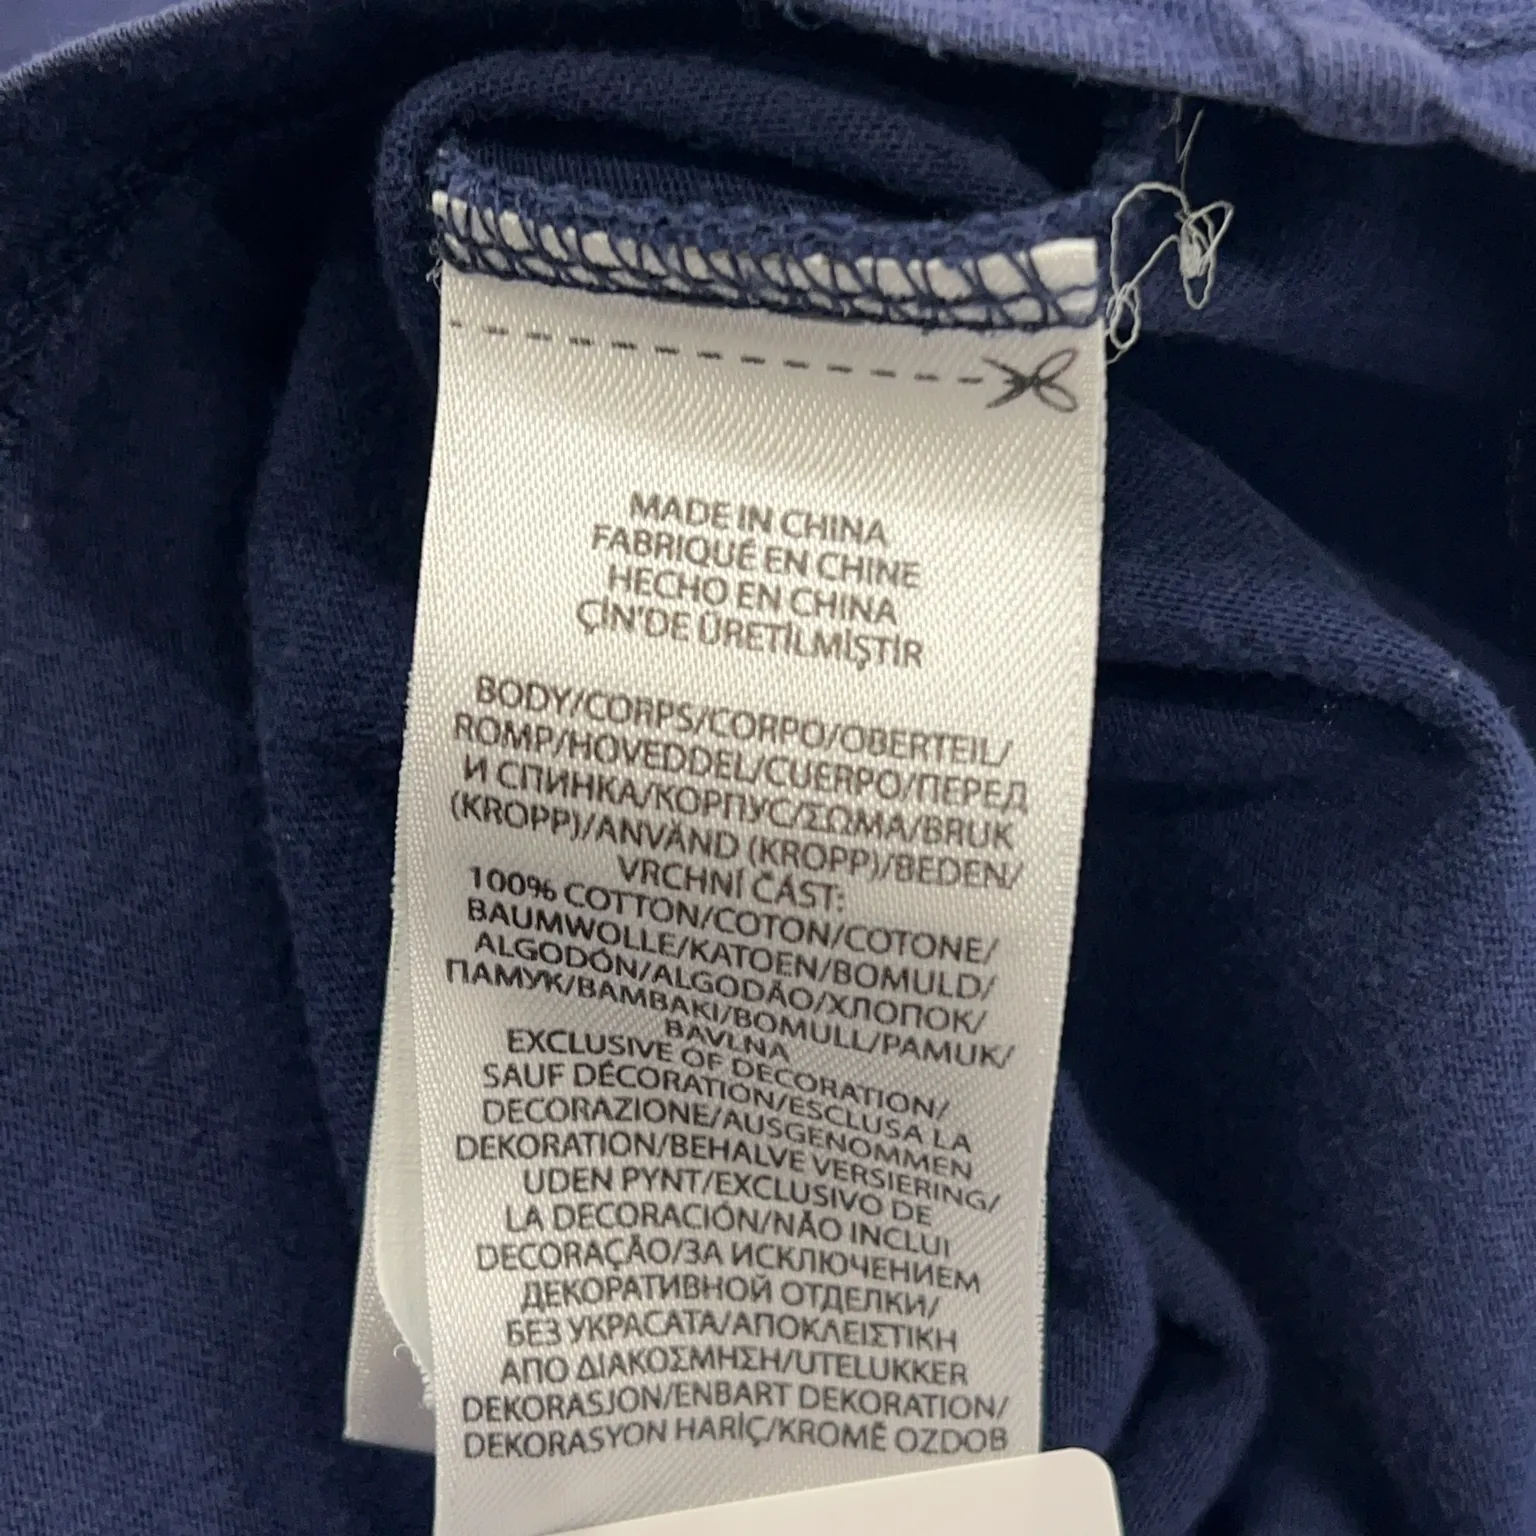 MADE IN CHINA
FABRIQUÉ EN CHINE
HECHO EN CHINA
ÇİN'DE ÜRETİLMİŞTİR
BODY/CORPS/CORPO/OBERTEIL/
ROMP/HOVEDDEL/CUERPO/ПЕРЕД
И СПИНКА/КОРПУС/ΣΩΜΑ/BRUK
(KROPP)/ANVÄND (KROPP)/BEDEN/
VRCHNÍ ČÁST:
100% COTTON/COTON/COTONE/
BAUMWOLLE/KATOEN/BOMULD/
ALGODÓN/ALGODÃO/ХЛОПОК/
ПАМУК/ΒΑΜΒΑΚΙ/BOMULL/PAMUK/
BAVLNA
EXCLUSIVE OF DECORATION/
SAUF DÉCORATION/ESCLUSA LA
DECORAZIONE/AUSGENOMMEN
DEKORATION/BEHALVE VERSIERING/
UDEN PYNT/EXCLUSIVO DE
LA DECORACIÓN/NÃO INCLUI
DECORAÇÃO/ЗА ИСКЛЮЧЕНИЕМ
ДЕКОРАТИВНОЙ ОТДЕЛКИ/
БЕЗ УКРАСАТА/ΑΠΟΚΛΕΙΣΤΙΚΗ
ΑΠΟ ΔΙΑΚΟΣΜΗΣΗ/UTELUKKER
DEKORASJON/ENBART DEKORATION/
DEKORASYON HARİÇ/KROMĚ OZDOB